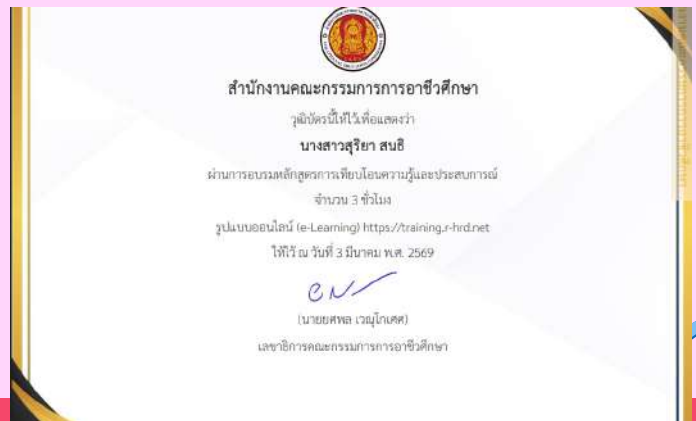 สำนักงานคณะกรรมการการอาชีวศึกษา
วุฒิบัตรนี้ให้ไว้เพื่อแสดงว่า
นางสาวสุริยา สนธิ
ผ่านการอบรมหลักสูตรการเทียบโอนความรู้และประสบการณ์
จำนวน 3 ชั่วโมง
รูปแบบออนไลน์ (e-Learning) https://training.r-hrd.net
ให้ไว้ ณ วันที่ 3 มีนาคม พ.ศ. 2569
(นายยศพล เวณุโกเศศ)
เลขาธิการคณะกรรมการการอาชีวศึกษา